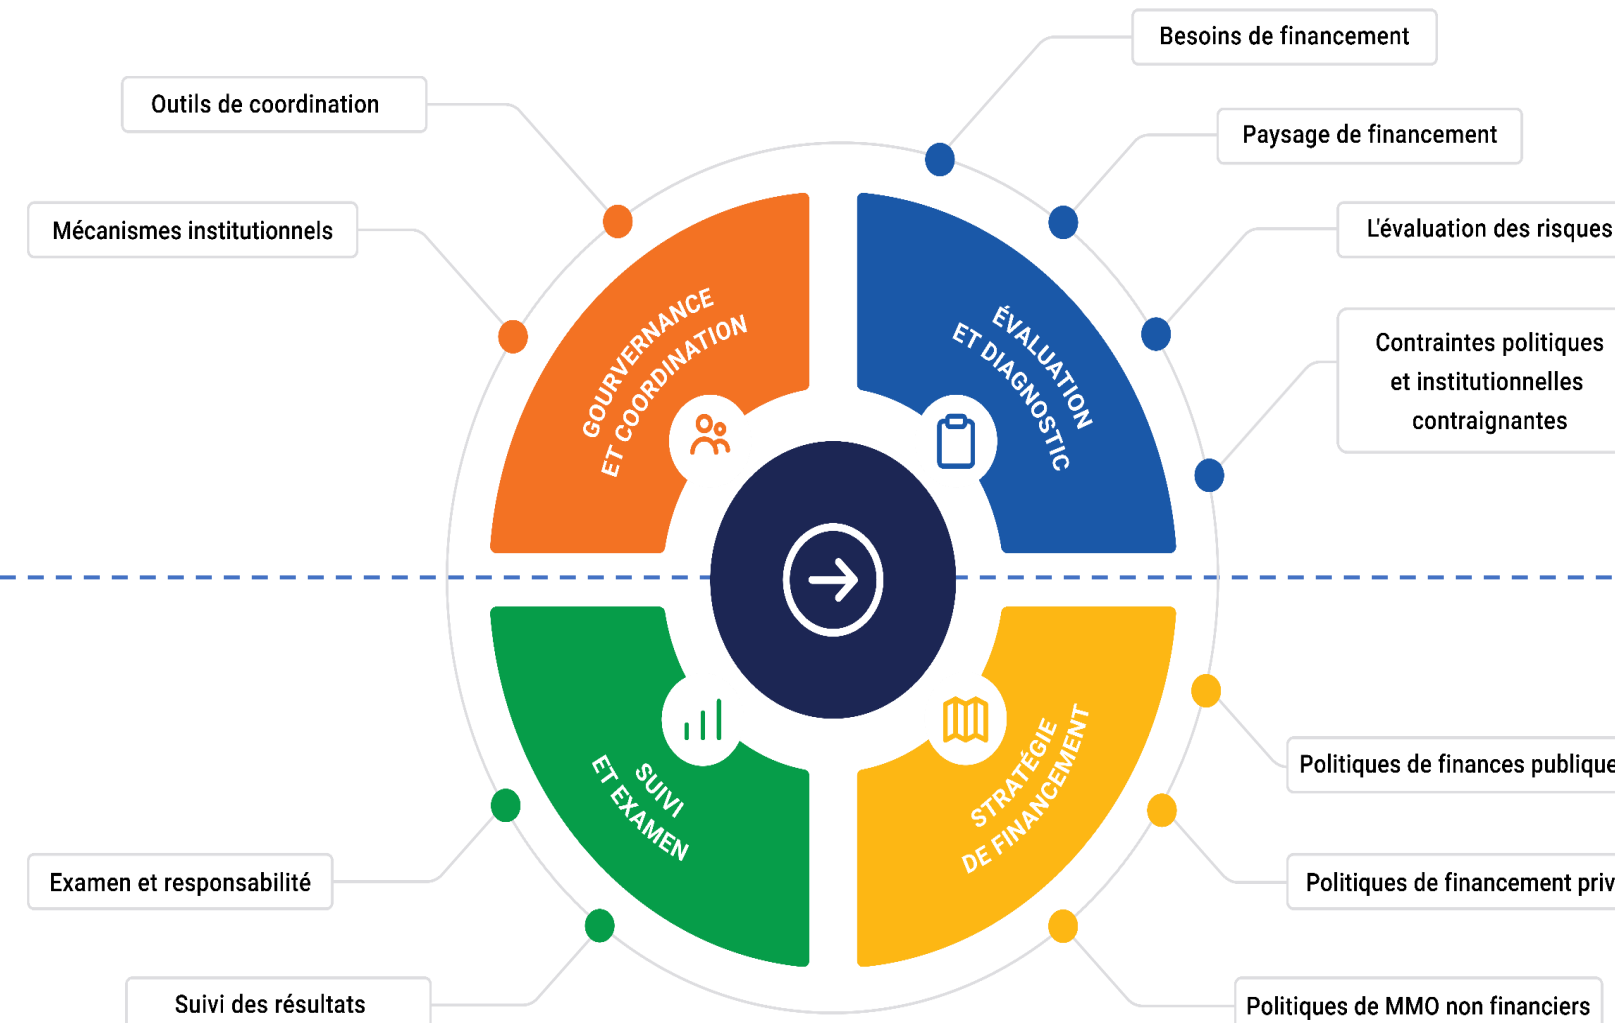 Besoins de financement
Outils de coordination
Paysage de financement
Mécanismes institutionnels
L'évaluation des risques
GOURVERNANCE
ET COORDINATION
ÉVALUATION
ET DIAGNOSTIC
Contraintes politiques
et institutionnelles
contraignantes
SUIVI
ET EXAMEN
STRATÉGIE
DE FINANCEMENT
Politiques de finances publique
Examen et responsabilité
Politiques de financement priv
Suivi des résultats
Politiques de MMO non financiers